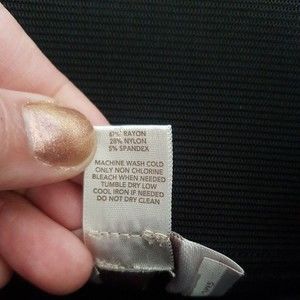 67% RAYON
28% NYLON
5% SPANDEX
MACHINE WASH COLD
ONLY NON CHLORINE
BLEACH WHEN NEEDED
TUMBLE DRY LOW
COOL IRON IF NEEDED
DO NOT DRY CLEAN